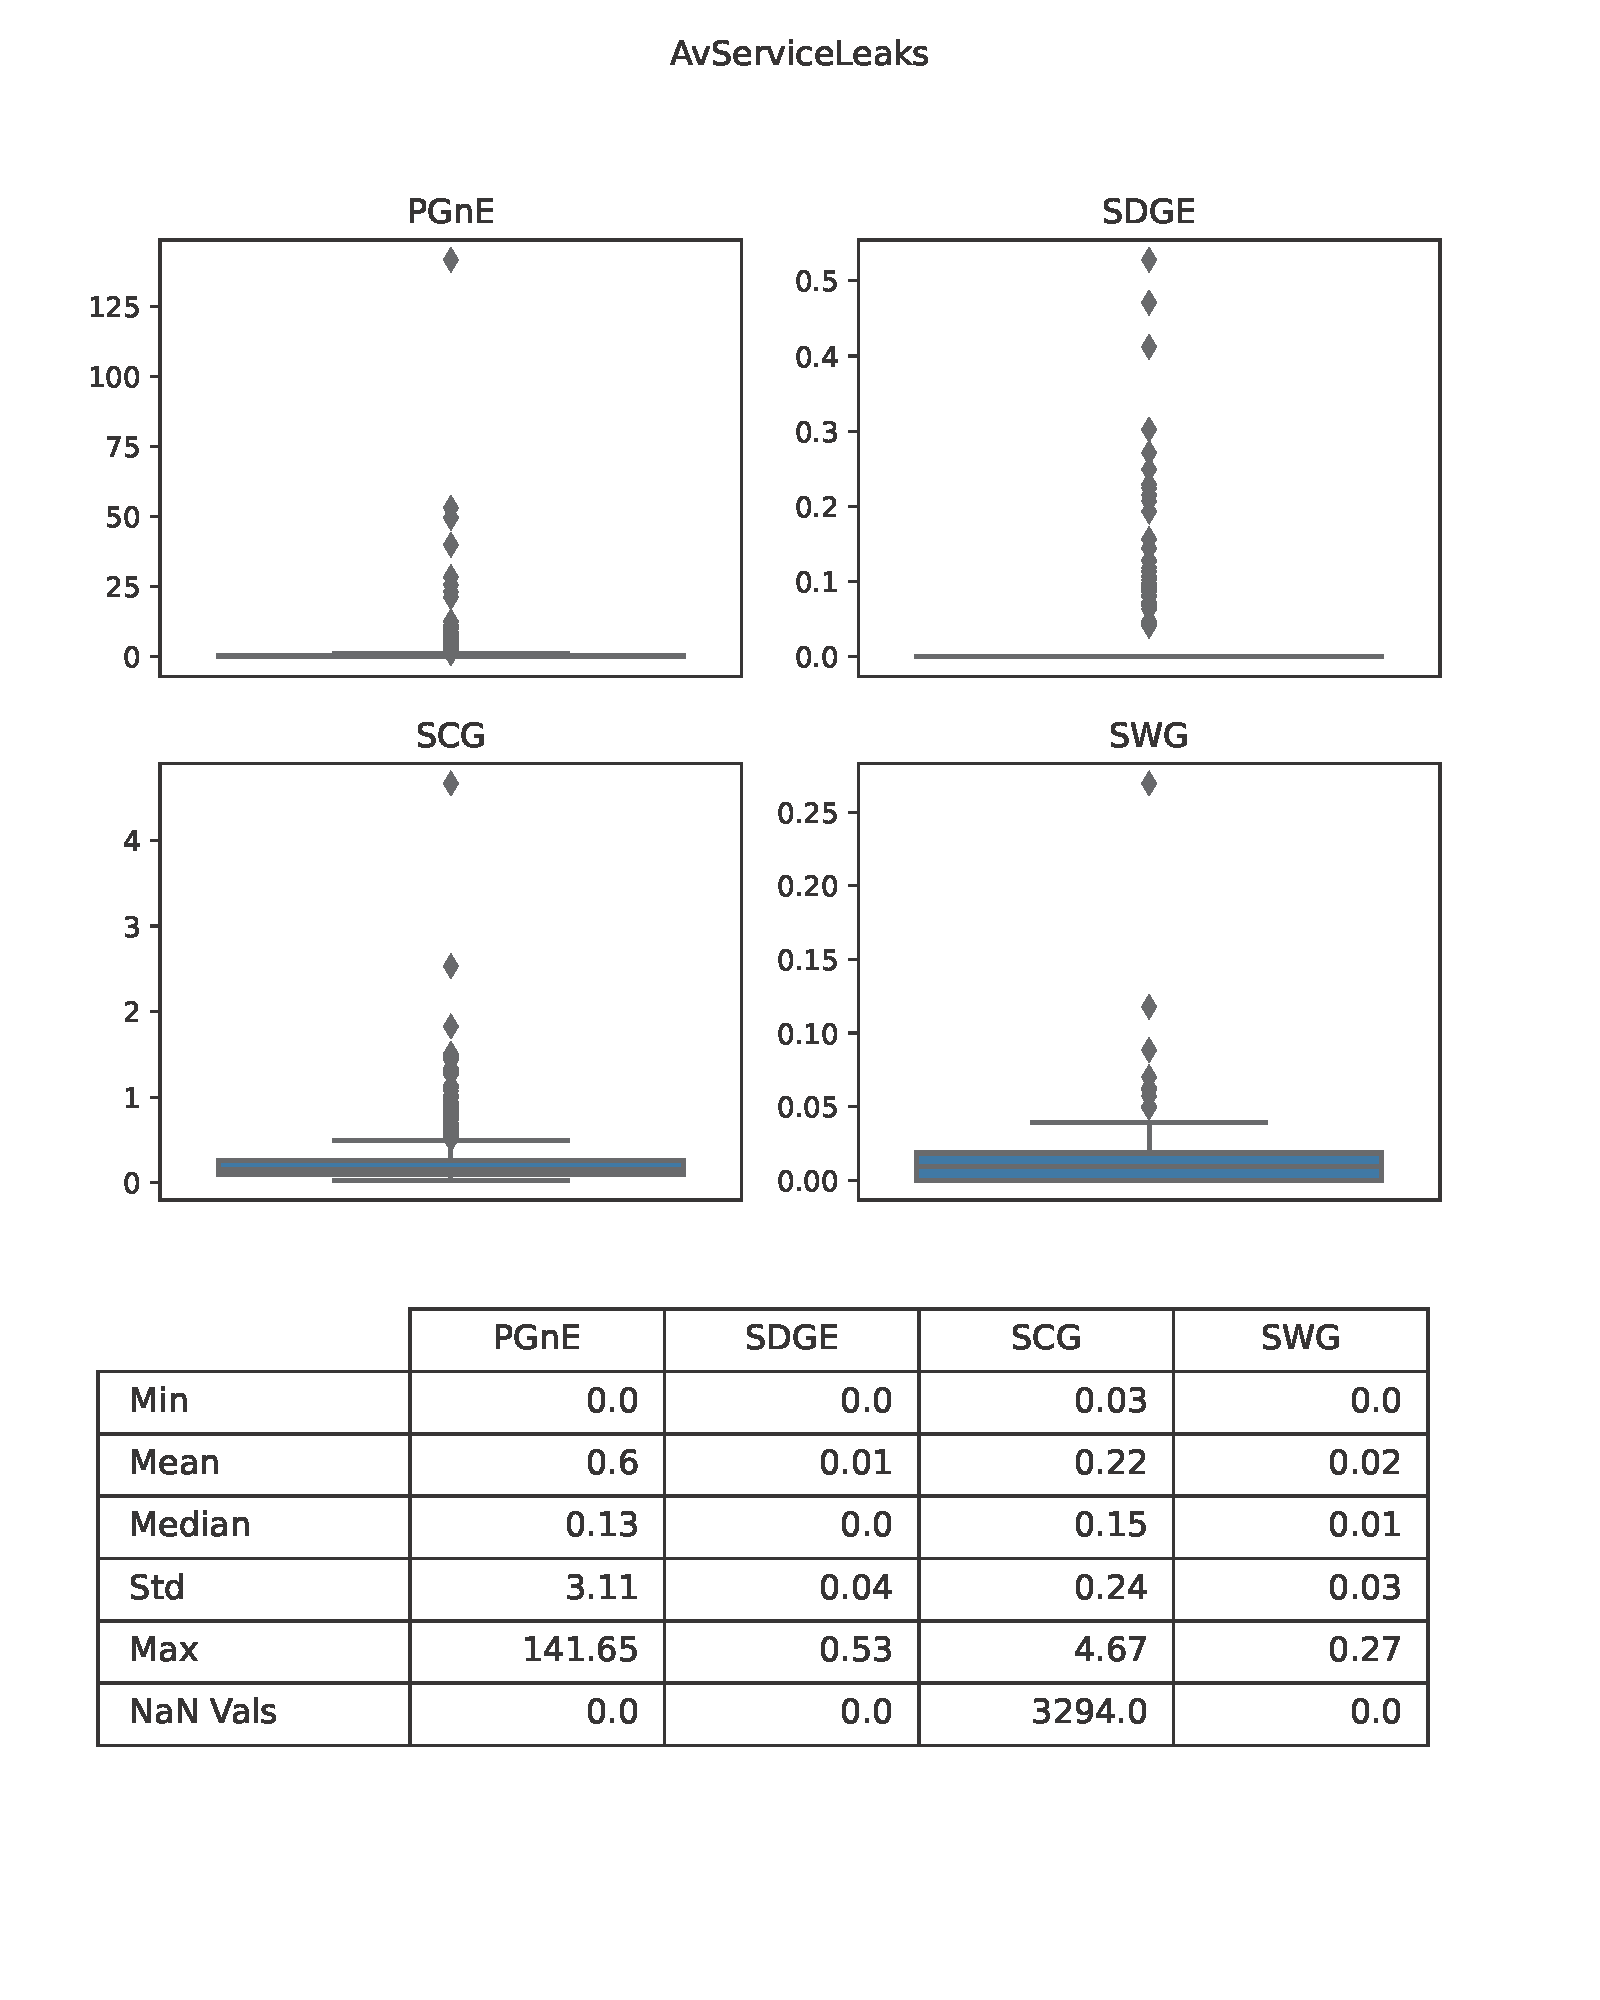 AvServiceLeaks
PGnE
125
100
75
50
25
0
SDGE
0.5
0.4
0.3
0.2
0.1
0.0
SCG
4
3
2
1
0
SWG
0.25
0.20
0.15
0.10
0.05
0.00
PGnE SDGE SCG SWG
Min 0.0 0.0 0.03 0.0
Mean 0.6 0.01 0.22 0.02
Median 0.13 0.0 0.15 0.01
Std 3.11 0.04 0.24 0.03
Max 141.65 0.53 4.67 0.27
NaN Vals 0.0 0.0 3294.0 0.0